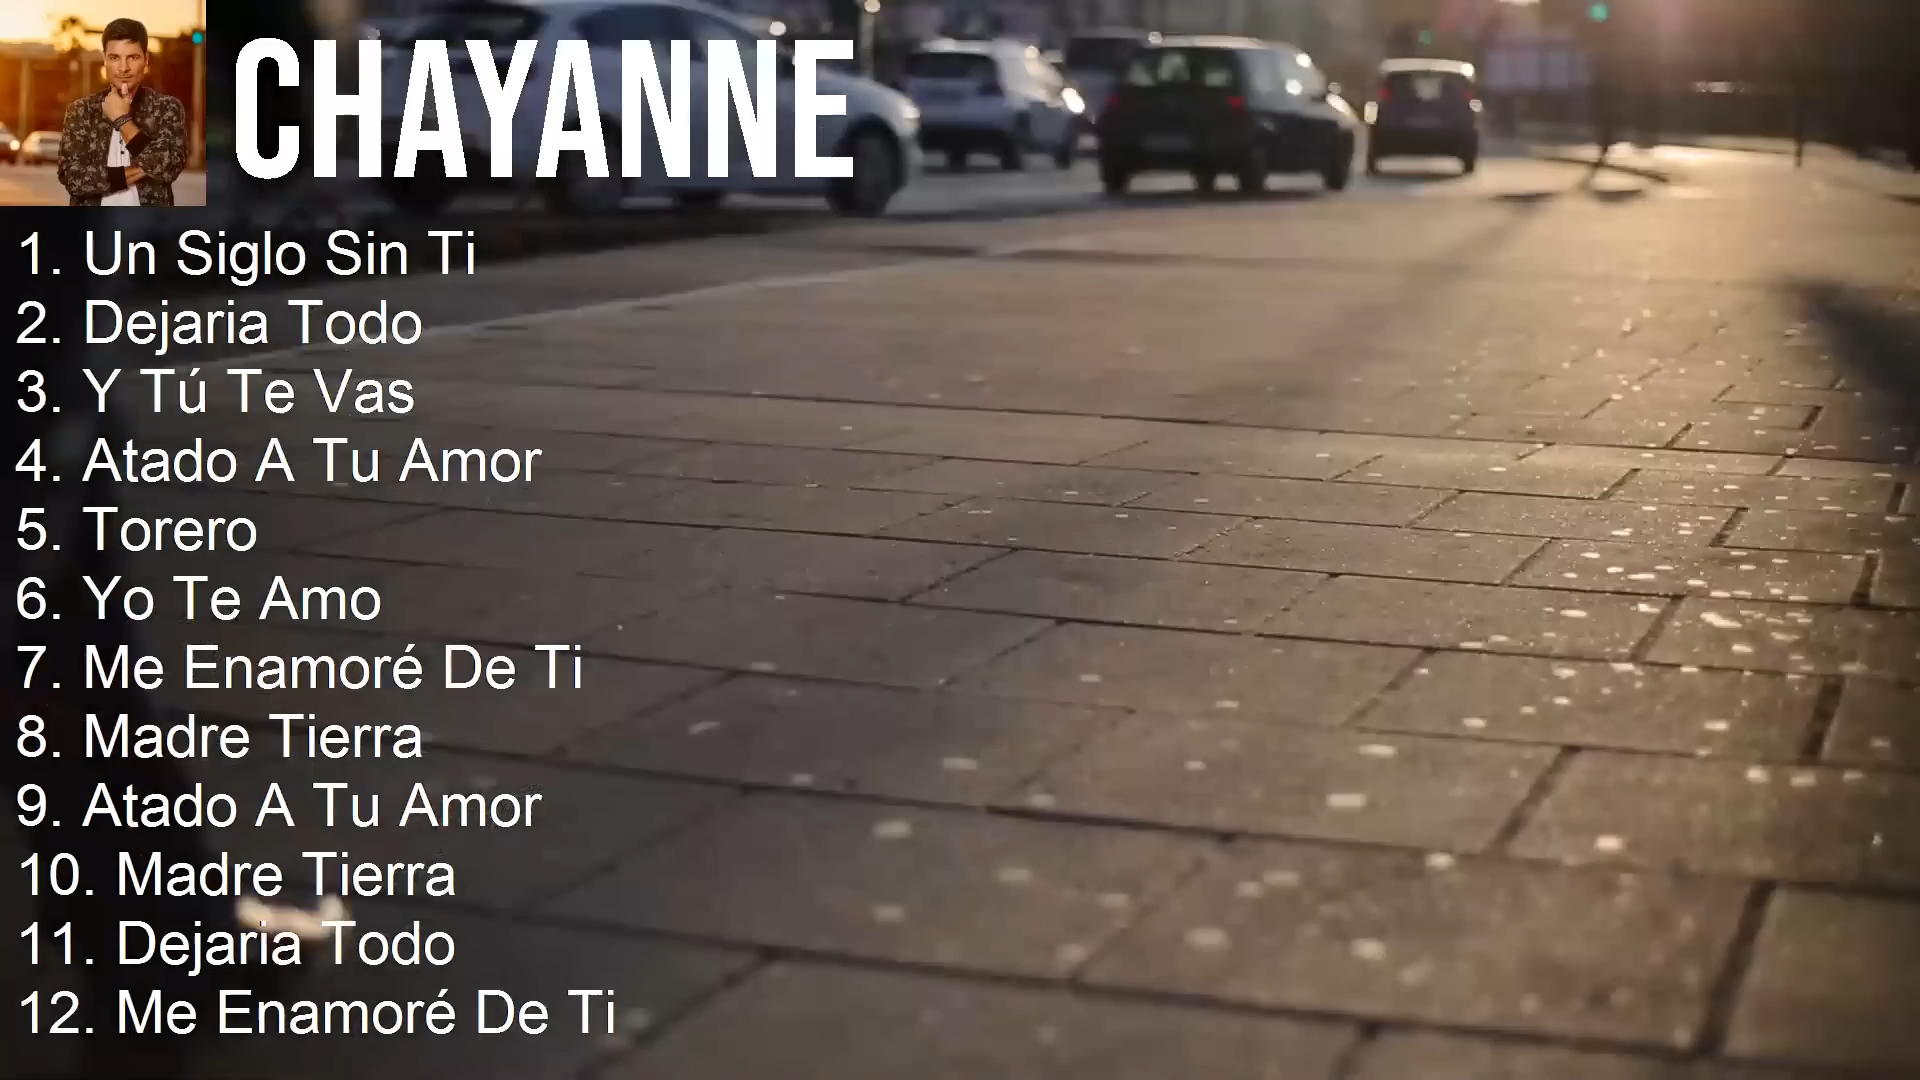 CHAYANNE
1. Un Siglo Sin Ti
2. Dejaria Todo
3. Y Tú Te Vas
4. Atado A Tu Amor
5. Torero
6. Yo Te Amo
7. Me Enamoré De Ti
8. Madre Tierra
9. Atado A Tu Amor
10. Madre Tierra
11. Dejaria Todo
12. Me Enamoré De Ti